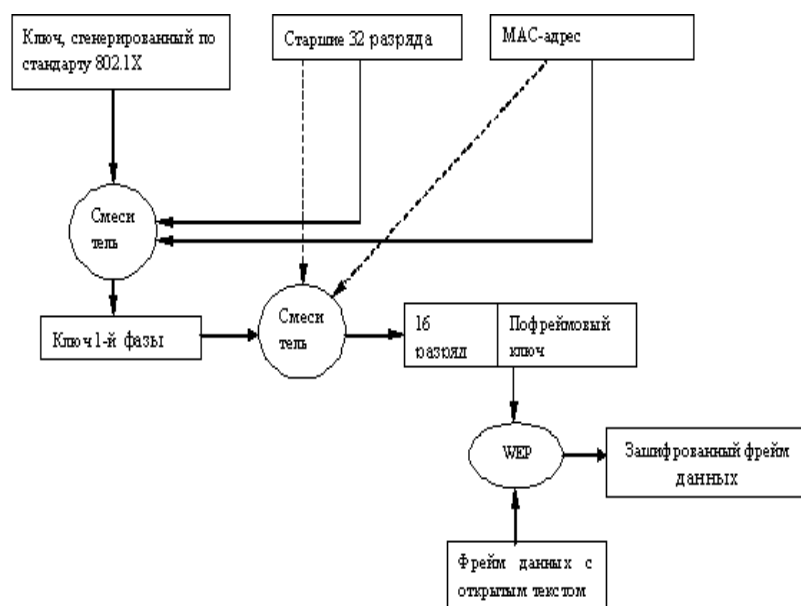 Ключ, сгенерированный по
стандарту 802.1X
Старшие 32 разряда
МАС-адрес
Смеси
тель
Ключ 1-й фазы
Смеси
тель
16
разряд
Пофреймовый
ключ
WEP
Зашифрованный фрейм
данных
Фрейм данных с
открытым текстом